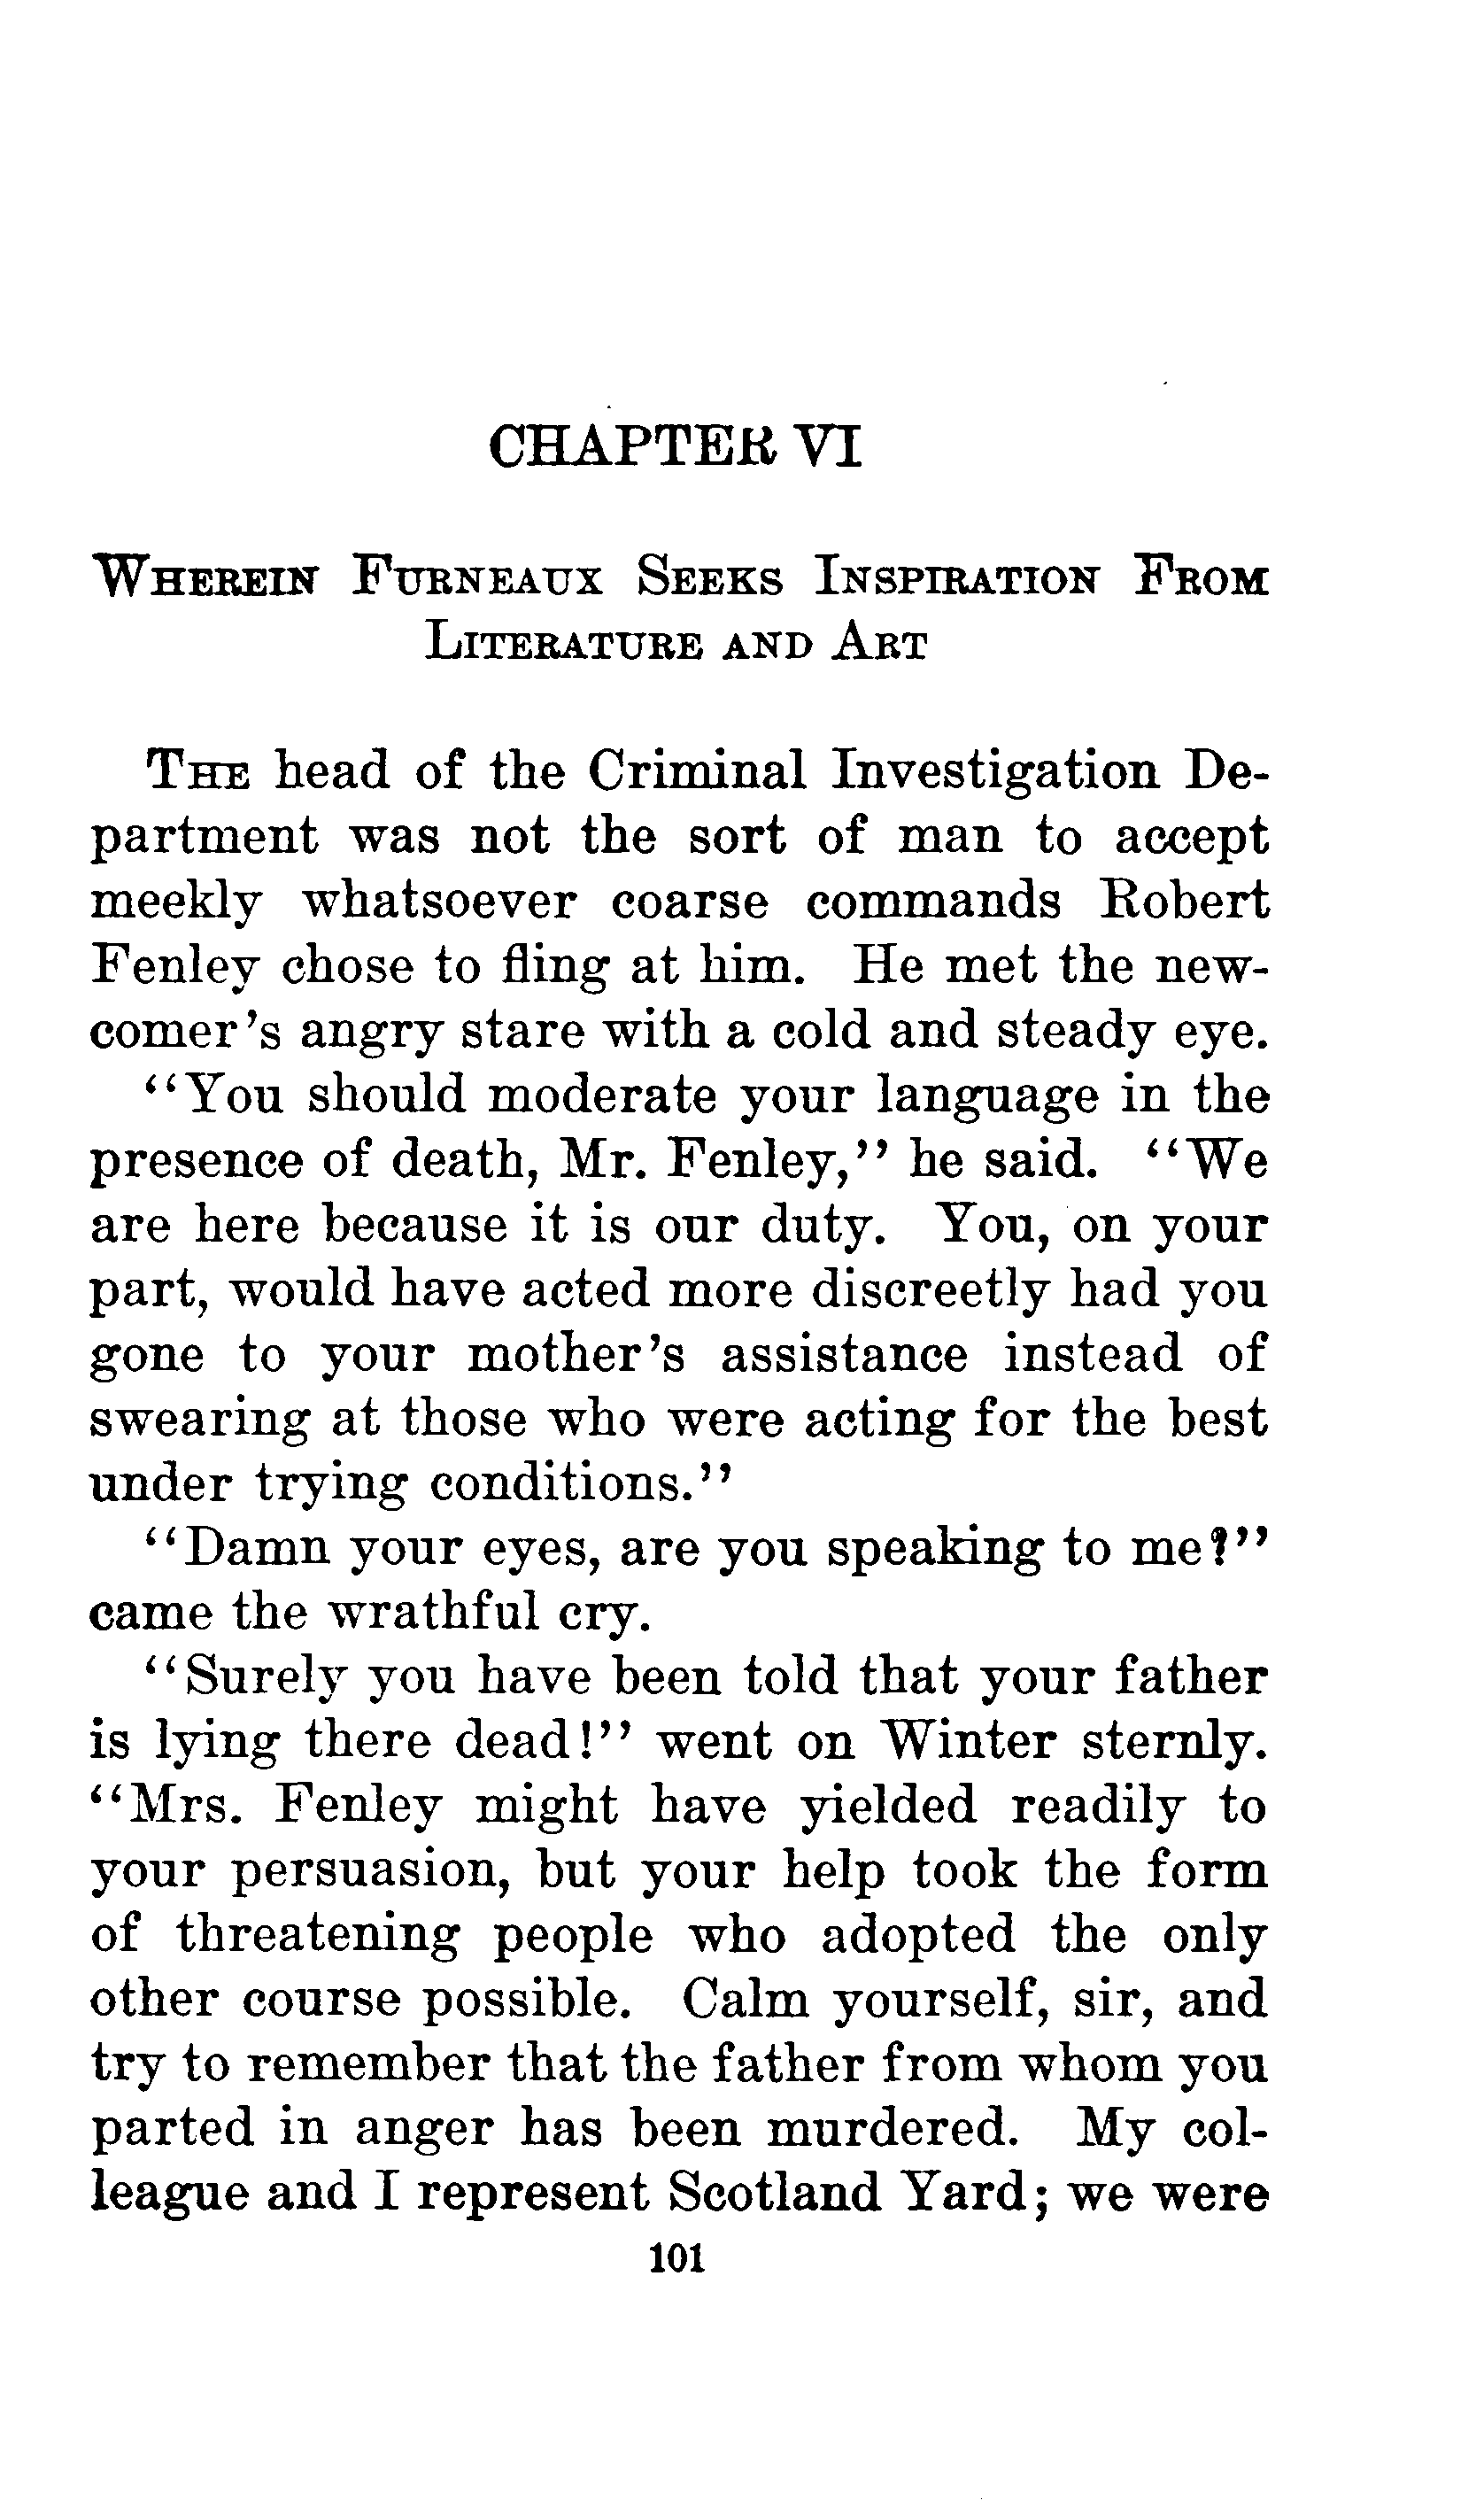 CHAPTER VI
Wherein Furneaux Seeks Inspiration From
Literature and Art
The head of the Criminal Investigation De-
partment was not the sort of man to accept
meekly whatsoever coarse commands Robert
Fenley chose to fling at him. He met the new-
comer's angry stare with a cold and steady eye.
"You should moderate your language in the
presence of death, Mr. Fenley," he said. "We
are here because it is our duty. You, on your
part, would have acted more discreetly had you
gone to your mother's assistance instead of
swearing at those who were acting for the best
under trying conditions."
"Damn your eyes, are you speaking to me?"
came the wrathful cry.
"Surely you have been told that your father
is lying there dead!" went on Winter sternly.
"Mrs. Fenley might have yielded readily to
your persuasion, but your help took the form
of threatening people who adopted the only
other course possible. Calm yourself, sir, and
try to remember that the father from whom you
parted in anger has been murdered. My col-
league and I represent Scotland Yard; we were
101